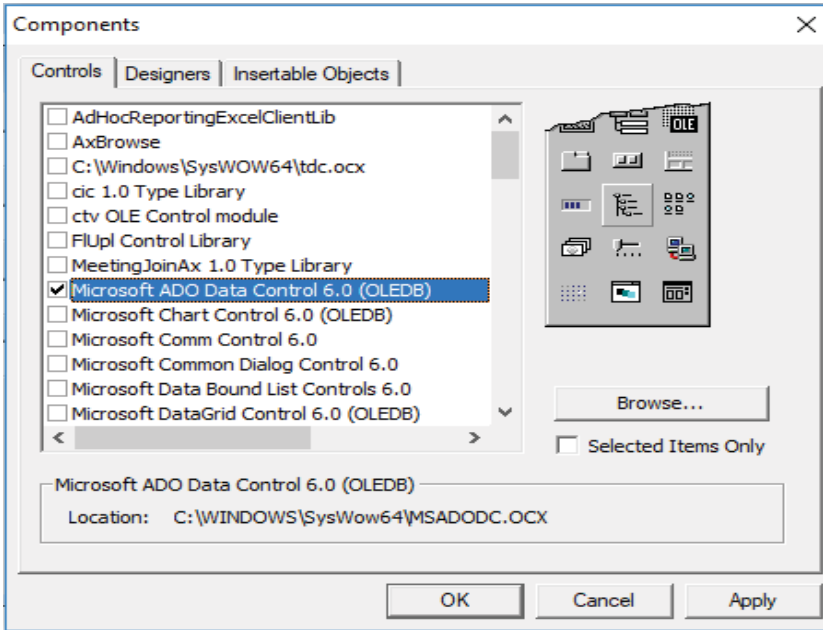 Components
Controls Designers Insertable Objects
AdHocReportingExcelClientLib
AxBrowse
C:\Windows\SysWOW64\tdc.ocx
cic 1.0 Type Library
ctv OLE Control module
FlUpl Control Library
MeetingJoinAx 1.0 Type Library
Microsoft ADO Data Control 6.0 (OLEDB)
Microsoft Chart Control 6.0 (OLEDB)
Microsoft Comm Control 6.0
Microsoft Common Dialog Control 6.0
Microsoft Data Bound List Controls 6.0
Microsoft DataGrid Control 6.0 (OLEDB)
OLE
Browse...
Selected Items Only
Microsoft ADO Data Control 6.0 (OLEDB)
Location: C:\WINDOWS\SysWow64\MSADODC.OCX
OK Cancel Apply